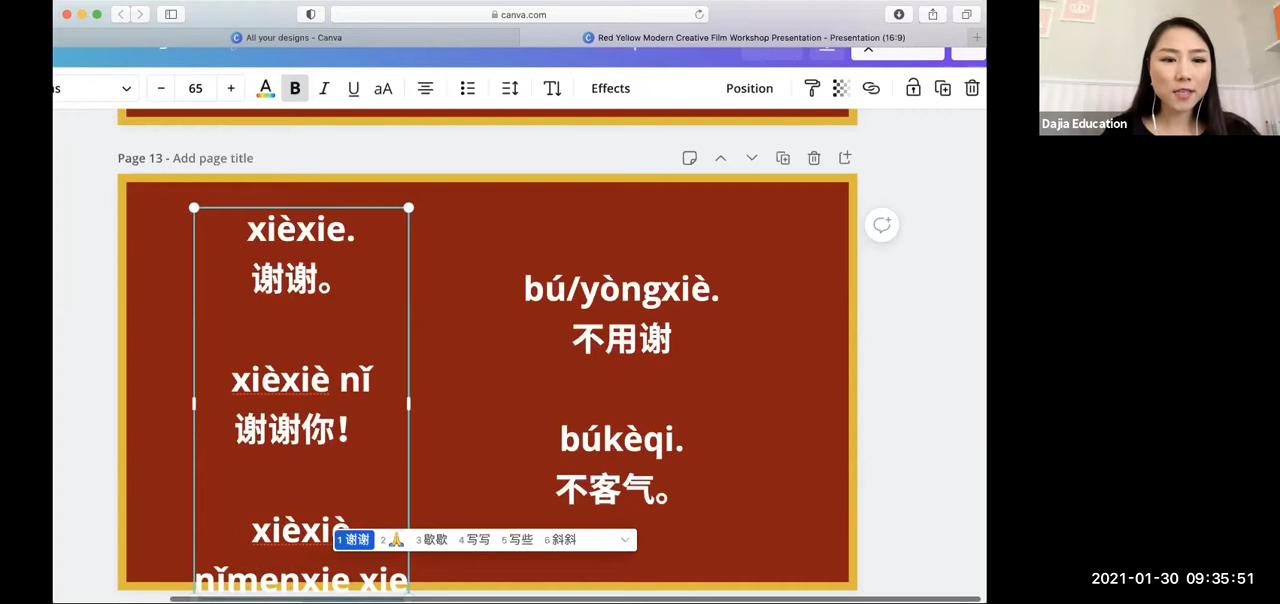 canva.com
All your designs - Canva
Red Yellow Modern Creative Film Workshop Presentation - Presentation (16:9)
65
A B I U aA
Effects
Position
Page 13 - Add page title
xièxie.
谢谢。
xièxiè nǐ
谢谢你！
xièxiè
nǐmenxie xie
bú/yòngxiè.
不用谢
búkèqi.
不客气。
1 谢谢 2 🙏 3 歇歇 4 写写 5 写些 6 斜斜
Dajia Education
2021-01-30 09:35:51